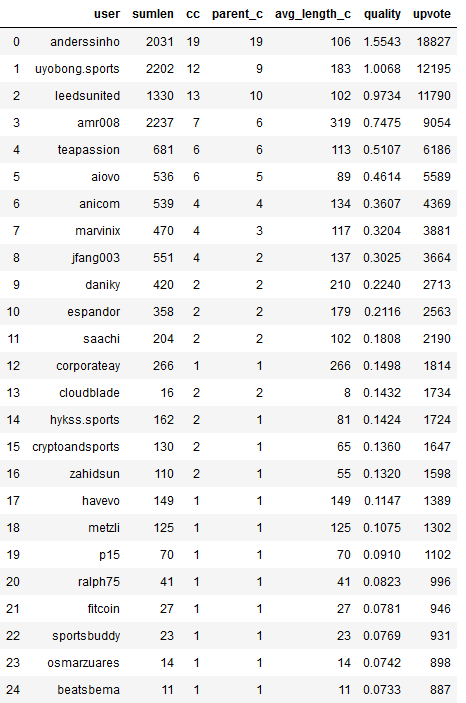 user sumlen cc parent_c avg_length_c quality upvote
0 anderssinho 2031 19 19 106 1.5543 18827
1 uyobong.sports 2202 12 9 183 1.0068 12195
2 leedsunited 1330 13 10 102 0.9734 11790
3 amr008 2237 7 6 319 0.7475 9054
4 teapassion 681 6 6 113 0.5107 6186
5 aiovo 536 6 5 89 0.4614 5589
6 anicom 539 4 4 134 0.3607 4369
7 marvinix 470 4 3 117 0.3204 3881
8 jfang003 551 4 2 137 0.3025 3664
9 daniky 420 2 2 210 0.2240 2713
10 espandor 358 2 2 179 0.2116 2563
11 saachi 204 2 2 102 0.1808 2190
12 corporateay 266 1 1 266 0.1498 1814
13 cloudblade 16 2 2 8 0.1432 1734
14 hykss.sports 162 2 1 81 0.1424 1724
15 cryptoandsports 130 2 1 65 0.1360 1647
16 zahidsun 110 2 1 55 0.1320 1598
17 havevo 149 1 1 149 0.1147 1389
18 metzli 125 1 1 125 0.1075 1302
19 p15 70 1 1 70 0.0910 1102
20 ralph75 41 1 1 41 0.0823 996
21 fitcoin 27 1 1 27 0.0781 946
22 sportsbuddy 23 1 1 23 0.0769 931
23 osmarzuares 14 1 1 14 0.0742 898
24 beatsbema 11 1 1 11 0.0733 887